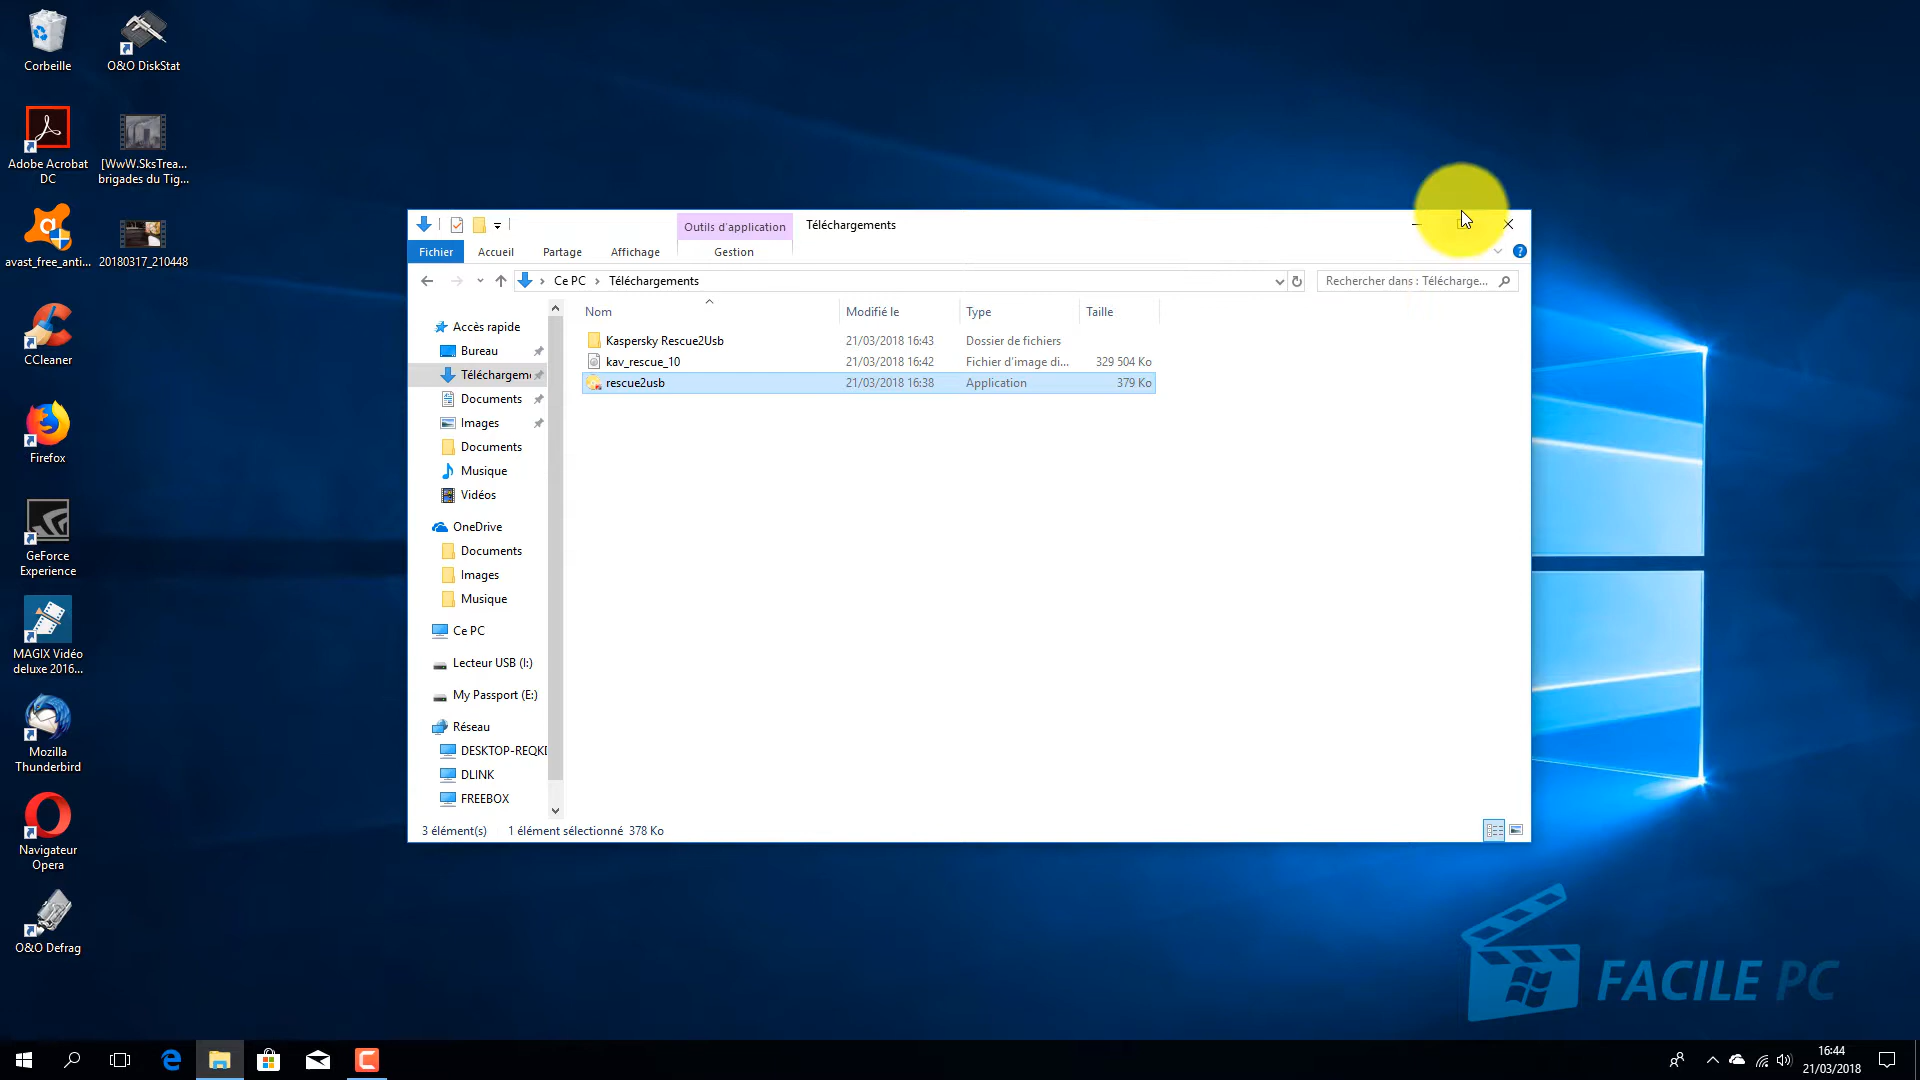 Corbeille
O&O DiskStat
Adobe Acrobat
DC
[WwW.SksTrea...
brigades du Tig...
avast_free_anti...
20180317_210448
CCleaner
Firefox
GeForce
Experience
MAGIX Vidéo
deluxe 2016...
Mozilla
Thunderbird
Navigateur
Opera
O&O Defrag
Outils d'application
Téléchargements
Fichier
Accueil
Partage
Affichage
Gestion
Ce PC
Téléchargements
Rechercher dans : Télécharge...
Nom
Modifié le
Type
Taille
Kaspersky Rescue2Usb
21/03/2018 16:43
Dossier de fichiers
kav_rescue_10
21/03/2018 16:42
Fichier d'image di...
329 504 Ko
rescue2usb
21/03/2018 16:38
Application
379 Ko
Accès rapide
Bureau
Téléchargem
Documents
Images
Documents
Musique
Vidéos
OneDrive
Documents
Images
Musique
Ce PC
Lecteur USB (I:)
My Passport (E:)
Réseau
DESKTOP-REQKD
DLINK
FREEBOX
3 élément(s)
1 élément sélectionné 378 Ko
FACILE PC
16:44
21/03/2018